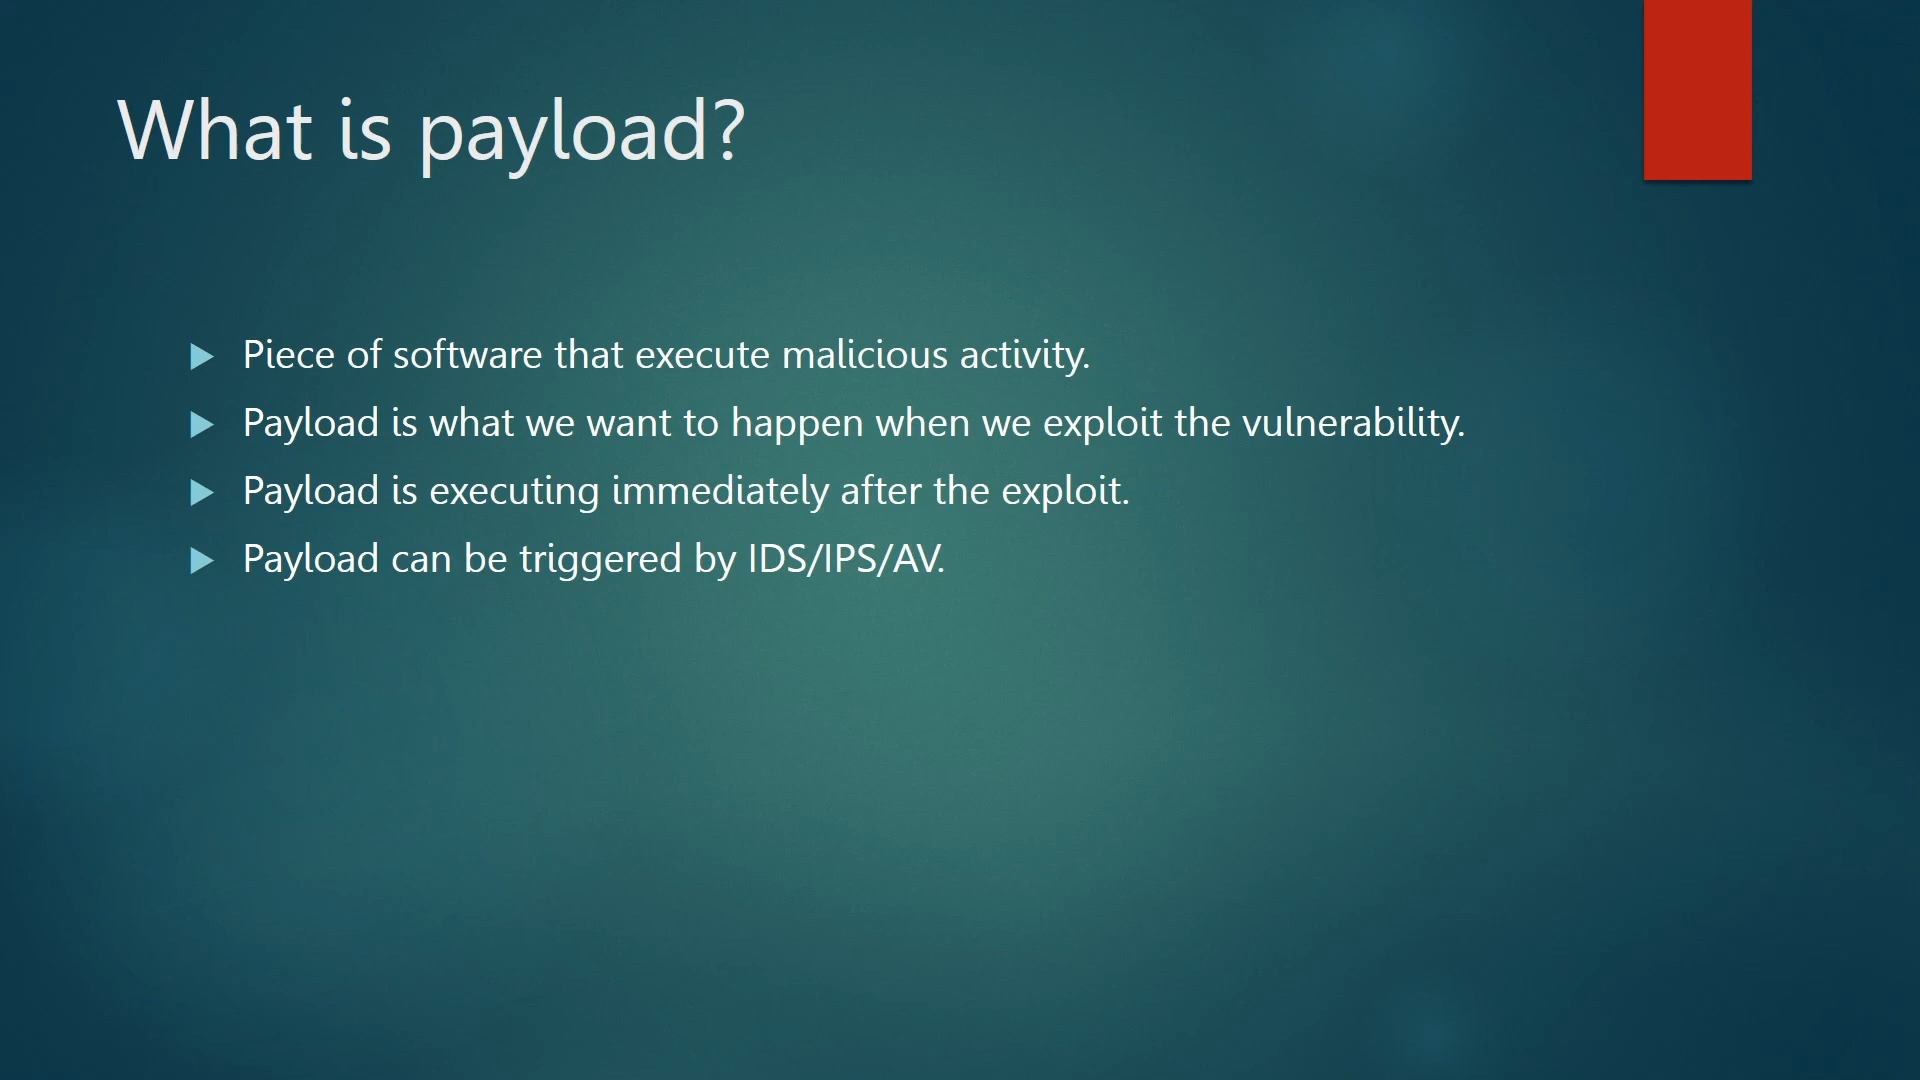 What is payload?
Piece of software that execute malicious activity.
Payload is what we want to happen when we exploit the vulnerability.
Payload is executing immediately after the exploit.
Payload can be triggered by IDS/IPS/AV.